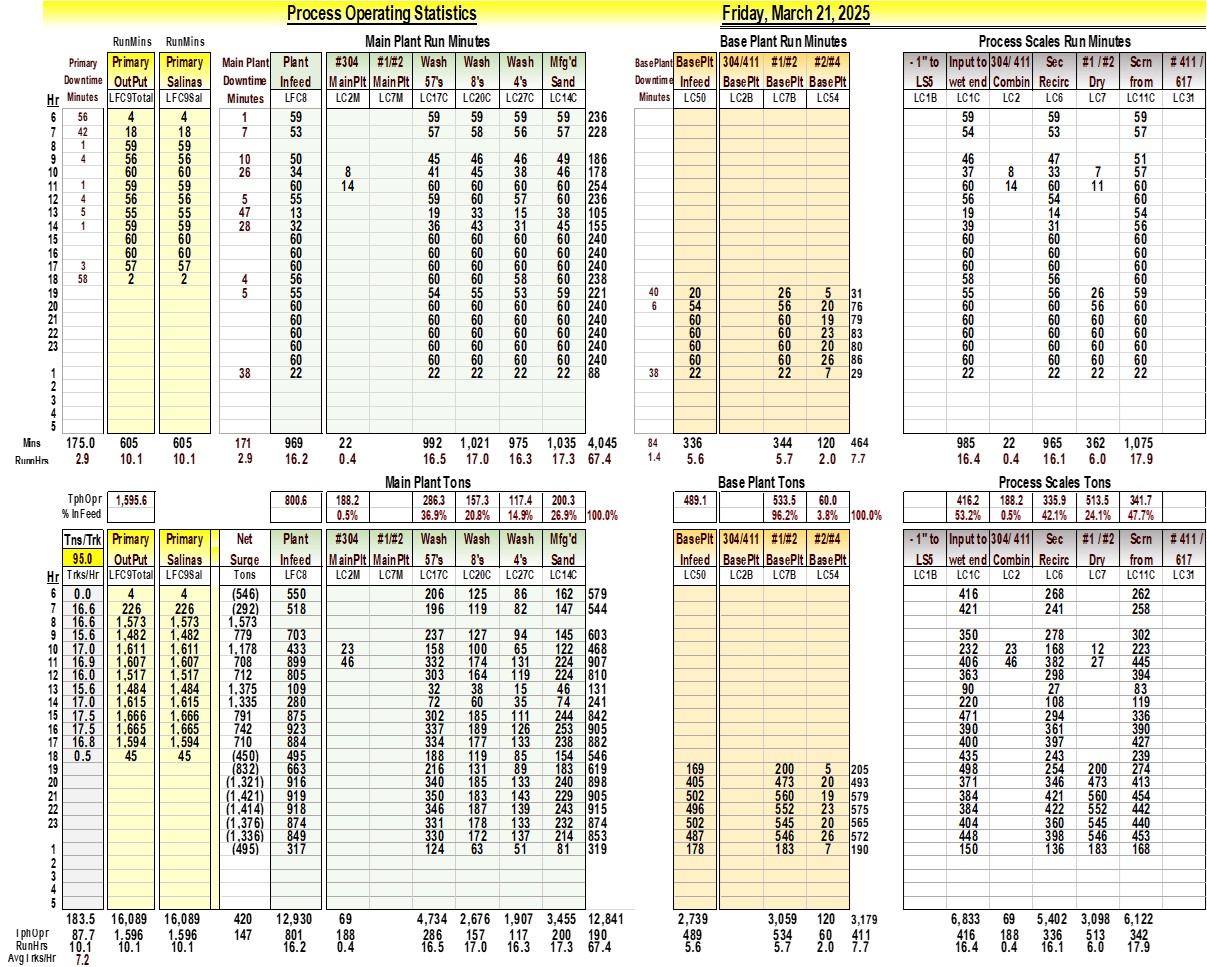 Process Operating Statistics Friday, March 21, 2025
RunMins RunMins Main Plant Run Minutes Base Plant Run Minutes Process Scales Run Minutes
Primary Primary Primary Main Plant Plant #304 #1/#2 Wash Wash Wash Mfg'd BasePlant BasePlt 304/411 #1/#2 #2/#4 - 1" to Input to 304/ 411 Sec #1 / #2 Scrn # 411 /
Downtime OutPut Salinas Downtime Infeed MainPlt MainPlt 57's 8's 4's Sand Downtime Infeed BasePlt BasePlt BasePlt LS5 wet end Combin Recirc Dry from 617
Hr Minutes LFC9Total LFC9Sal Minutes LFC8 LC2M LC7M LC17C LC20C LC27C LC14C Minutes LC50 LC2B LC7B LC54 LC1B LC1C LC2 LC6 LC7 LC11C LC31
6 56 4 4 1 59 59 59 59 59 236 59 59 59
7 42 18 18 7 53 57 58 56 57 228 54 53 57
8 1 59 59
9 4 56 56 10 50 45 46 46 49 186 46 47 51
10 60 60 26 34 8 41 45 38 46 178 37 8 33 7 57
11 1 59 59 60 14 60 60 60 60 254 60 14 60 11 60
12 4 56 56 5 55 59 60 57 60 236 56 54 60
13 5 55 55 47 13 19 33 15 38 105 19 14 54
14 1 59 59 28 32 36 43 31 45 155 39 31 56
15 60 60 60 60 60 60 60 240 60 60 60
16 60 60 60 60 60 60 60 240 60 60 60
17 3 57 57 60 60 60 60 60 240 60 60 60
18 58 2 2 4 56 60 60 58 60 238 58 56 60
19 5 55 54 55 53 59 221 40 20 26 5 31 55 56 26 59
20 60 60 60 60 60 240 6 54 56 20 76 60 60 56 60
21 60 60 60 60 60 240 60 60 19 79 60 60 60 60
22 60 60 60 60 60 240 60 60 23 83 60 60 60 60
23 60 60 60 60 60 240 60 60 20 80 60 60 60 60
60 60 60 60 60 240 60 60 26 86 60 60 60 60
1 38 22 22 22 22 22 88 38 22 22 7 29 22 22 22 22
2
3
4
5
Mins 175.0 605 605 171 969 22 992 1,021 975 1,035 4,045 84 336 344 120 464 985 22 965 362 1,075
RunnHrs 2.9 10.1 10.1 2.9 16.2 0.4 16.5 17.0 16.3 17.3 67.4 1.4 5.6 5.7 2.0 7.7 16.4 0.4 16.1 6.0 17.9
Main Plant Tons Base Plant Tons Process Scales Tons
TphOpr 1,595.6 800.6 188.2 286.3 157.3 117.4 200.3 489.1 533.5 60.0 416.2 188.2 335.9 513.5 341.7
% InFeed 0.5% 36.9% 20.8% 14.9% 26.9% 100.0% 96.2% 3.8% 100.0% 53.2% 0.5% 42.1% 24.1% 47.7%
Tns/Trk Primary Primary Net Plant #304 #1/#2 Wash Wash Wash Mfg'd BasePlt 304/411 #1/#2 #2/#4 - 1" to Input to 304/ 411 Sec #1 / #2 Scrn # 411 /
95.0 OutPut Salinas Surge Infeed MainPlt MainPlt 57's 8's 4's Sand Infeed BasePlt BasePlt BasePlt LS5 wet end Combin Recirc Dry from 617
Hr Trks/Hr LFC9Total LFC9Sal Tons LFC8 LC2M LC7M LC17C LC20C LC27C LC14C LC50 LC2B LC7B LC54 LC1B LC1C LC2 LC6 LC7 LC11C LC31
6 0.0 4 4 (546) 550 206 125 86 162 579 416 268 262
7 16.6 226 226 (292) 518 196 119 82 147 544 421 241 258
8 16.6 1,573 1,573 1,573
9 15.6 1,482 1,482 779 703 237 127 94 145 603 350 278 302
10 17.0 1,611 1,611 1,178 433 23 158 100 65 122 468 232 23 168 12 223
11 16.9 1,607 1,607 708 899 46 332 174 131 224 907 406 46 382 27 445
12 16.0 1,517 1,517 712 805 303 164 119 224 810 363 298 394
13 15.6 1,484 1,484 1,375 109 32 38 15 46 131 90 27 83
14 17.0 1,615 1,615 1,335 280 72 60 35 74 241 220 108 119
15 17.5 1,666 1,666 791 875 302 185 111 244 842 471 294 336
16 17.5 1,665 1,665 742 923 337 189 126 253 905 390 361 390
17 16.8 1,594 1,594 710 884 334 177 133 238 882 400 397 427
18 0.5 45 45 (450) 495 188 119 85 154 546 435 243 239
19 (832) 663 216 131 89 183 619 169 200 5 205 498 254 200 274
20 (1,321) 916 340 185 133 240 898 405 473 20 493 371 346 473 413
21 (1,421) 919 350 183 143 229 905 502 560 19 579 384 421 560 454
22 (1,414) 918 346 187 139 243 915 496 552 23 575 384 422 552 442
23 (1,376) 874 331 178 133 232 874 502 545 20 565 404 360 545 440
(1,336) 849 330 172 137 214 853 487 546 26 572 448 398 546 453
1 (495) 317 124 63 51 81 319 178 183 7 190 150 136 183 168
2
3
4
5
183.5 16,089 16,089 420 12,930 69 4,734 2,676 1,907 3,455 12,841 2,739 3,059 120 3,179 6,833 69 5,402 3,098 6,122
TphOpr 87.7 1,596 1,596 147 801 188 286 157 117 200 190 489 534 60 411 416 188 336 513 342
RunHrs 10.1 10.1 10.1 16.2 0.4 16.5 17.0 16.3 17.3 67.4 5.6 5.7 2.0 7.7 16.4 0.4 16.1 6.0 17.9
AvgTrks/Hr 7.2